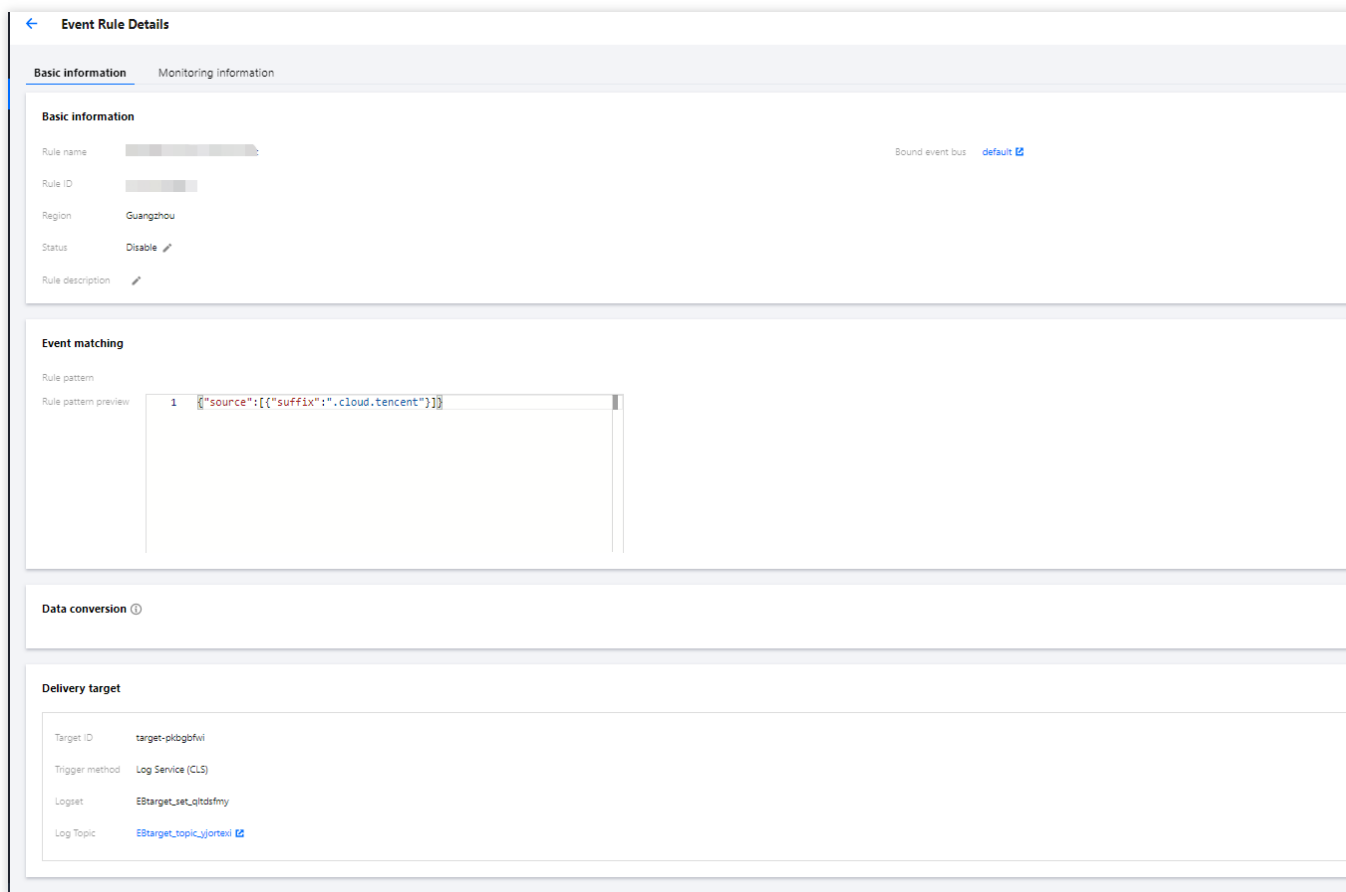 Event Rule Details
Basic information Monitoring information
Basic information
Rule name
Bound event bus default
Rule ID
Region Guangzhou
Status Disable
Rule description
Event matching
Rule pattern
Rule pattern preview
1 {"source":[{"suffix":".cloud.tencent"}]}
Data conversion
Delivery target
Target ID target-pkbgbfwi
Trigger method Log Service (CLS)
Logset EBtarget_set_qltdsfmy
Log Topic EBtarget_topic_yjortexi